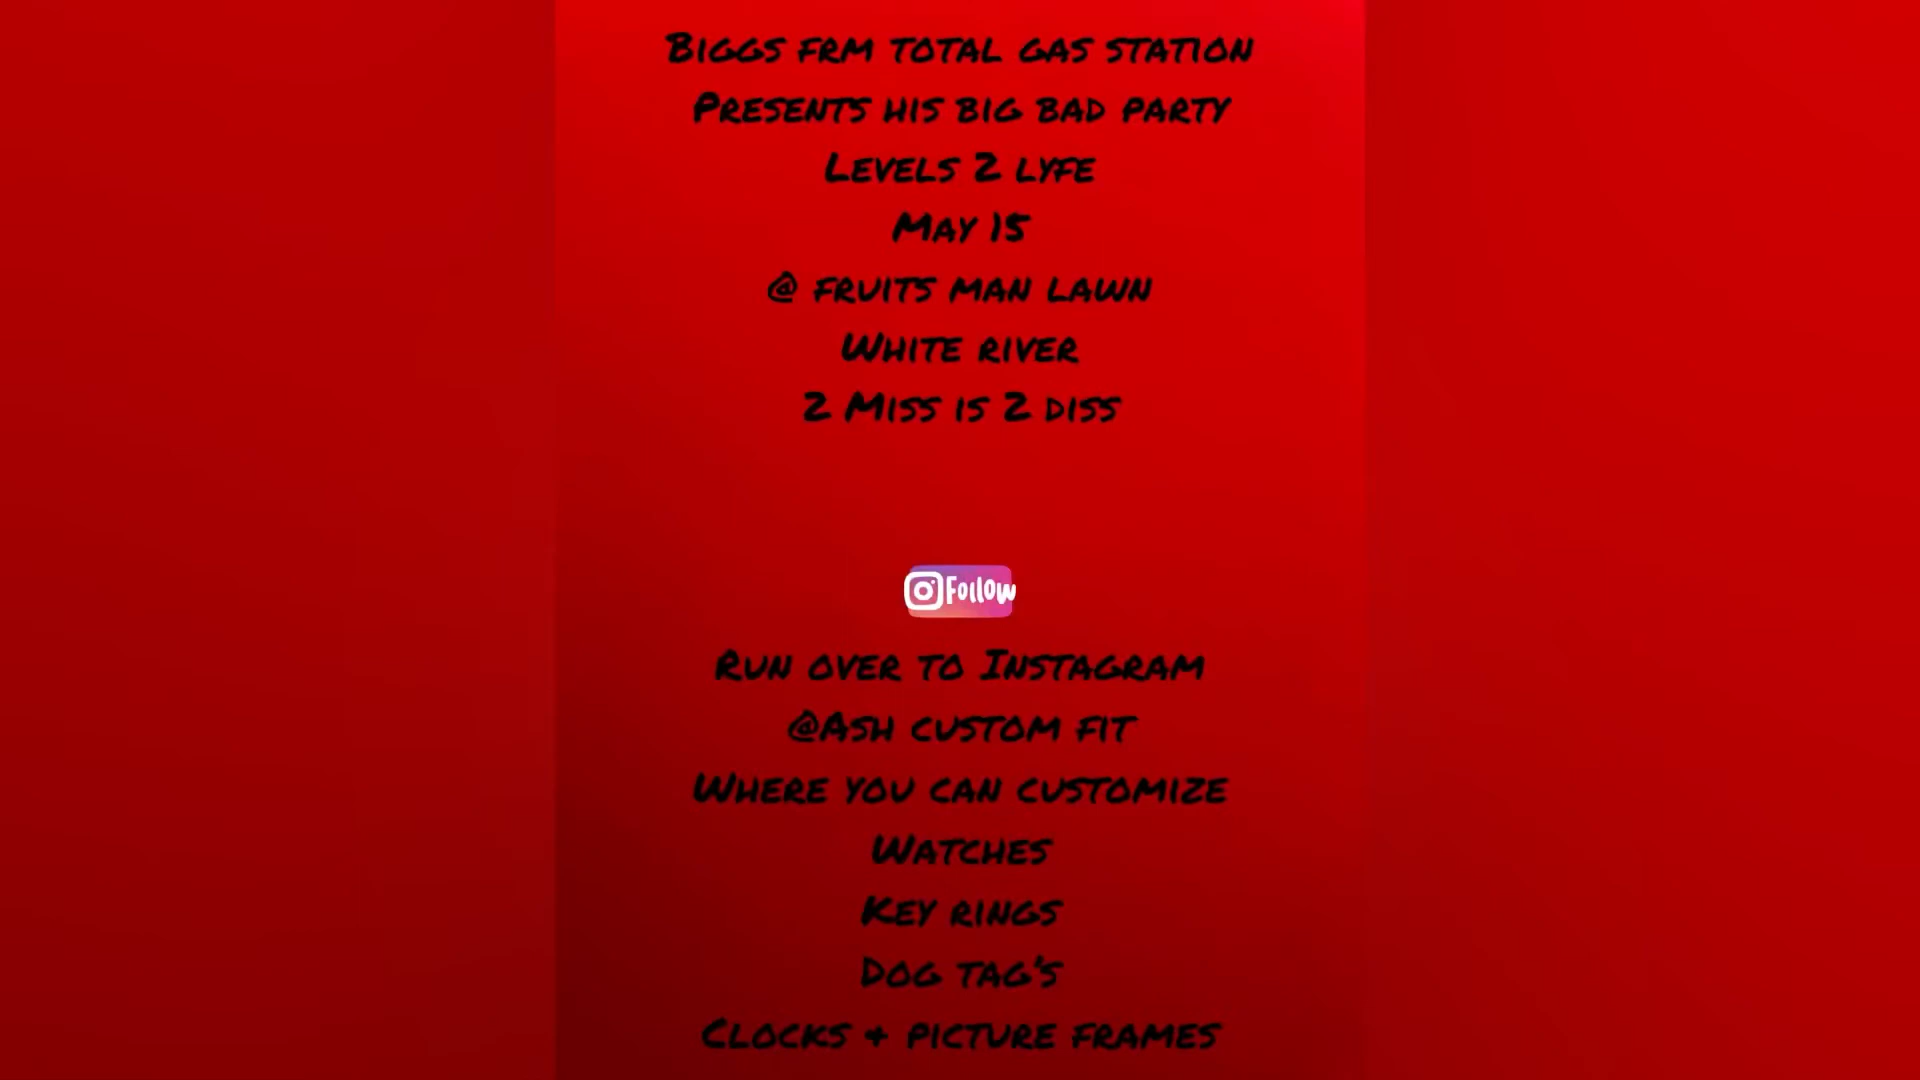 Biggs frm total gas station
Presents his big bad party
Levels 2 lyfe
May 15
@ fruits man lawn
White river
2 Miss is 2 diss
Follow
Run over to Instagram
@Ash custom fit
Where you can customize
Watches
Key rings
Dog tag's
Clocks + picture frames